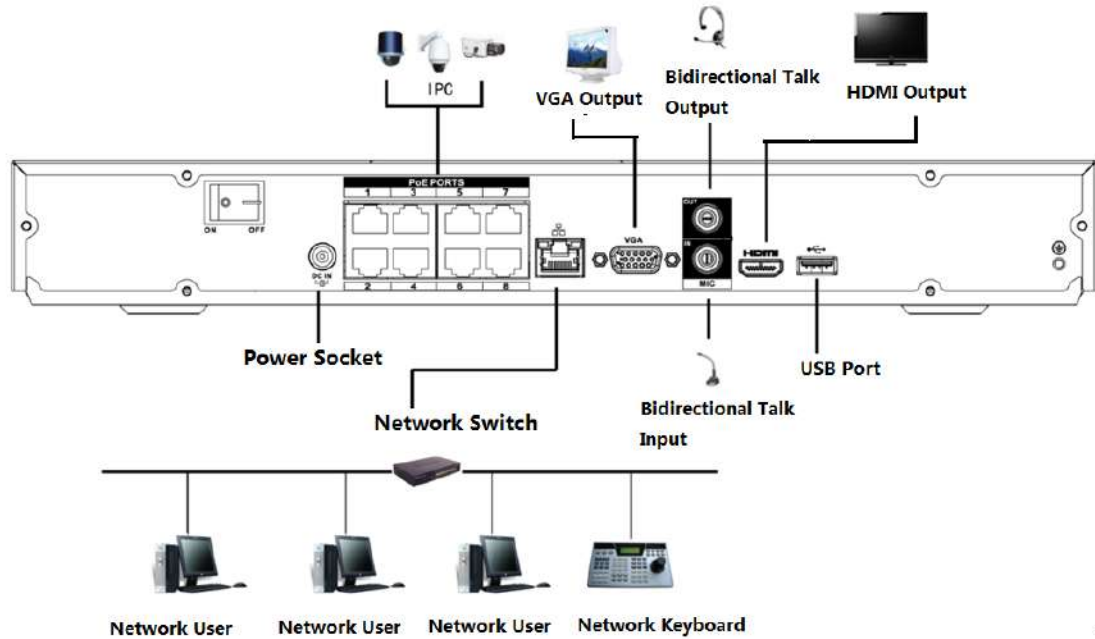 IPC
VGA Output
Bidirectional Talk
Output
HDMI Output
PoE PORTS
1 3 5 7
ON OFF
DC IN
2 4 6 8
VGA
OUT
IN
MIC
HDMI
Power Socket
USB Port
Network Switch
Bidirectional Talk
Input
Network User
Network User
Network User
Network Keyboard